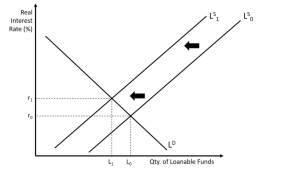 Real
Interest
Rate (%)
L^S_1
L^S_0
r₁
r₀
L^D
L₁
L₀
Qty. of Loanable Funds